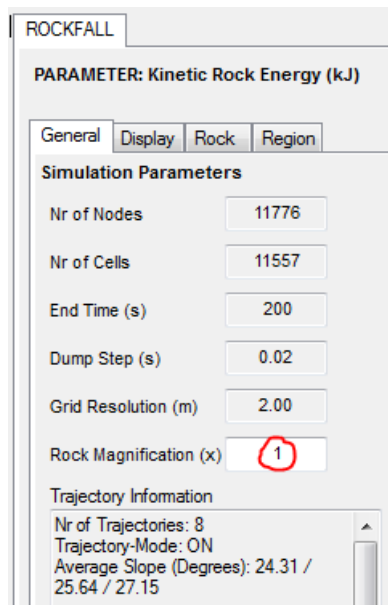 ROCKFALL
PARAMETER: Kinetic Rock Energy (kJ)
General Display Rock Region
Simulation Parameters
Nr of Nodes 11776
Nr of Cells 11557
End Time (s) 200
Dump Step (s) 0.02
Grid Resolution (m) 2.00
Rock Magnification (x) 1
Trajectory Information
Nr of Trajectories: 8
Trajectory-Mode: ON
Average Slope (Degrees): 24.31 /
25.64 / 27.15